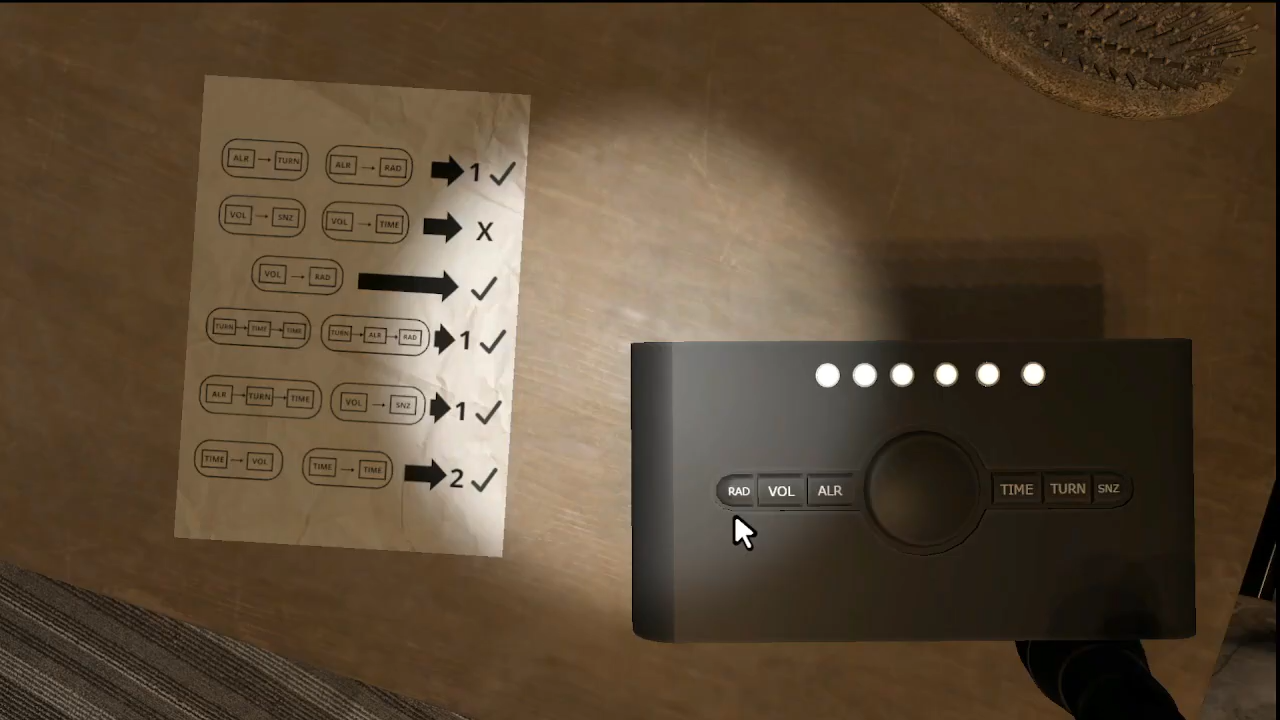 ALR → TURN ALR → RAD 1 ✓
VOL → SNZ VOL → TIME X
VOL → RAD ✓
TURN → TIME → TIME TURN → ALR → RAD 1 ✓
ALR → TURN → TIME VOL → SNZ 1 ✓
TIME → VOL TIME → TIME 2 ✓
RAD VOL ALR TIME TURN SNZ